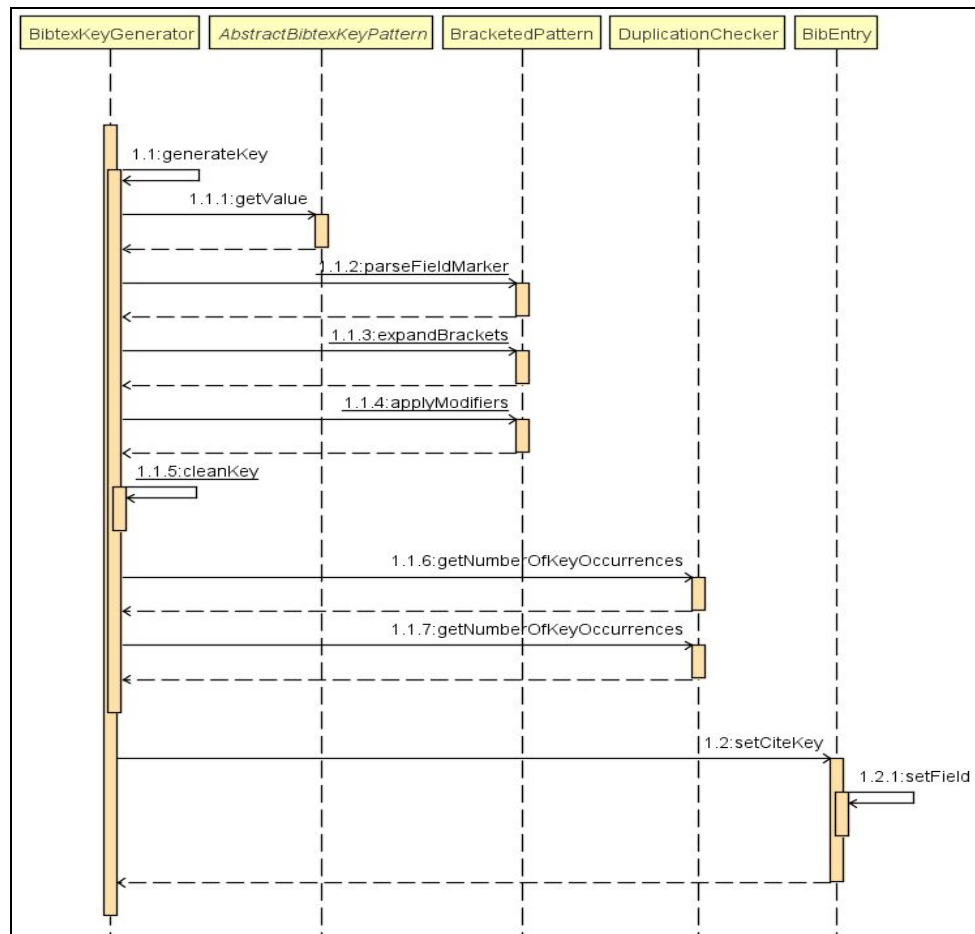 BibtexKeyGenerator
AbstractBibtexKeyPattern
BracketedPattern
DuplicationChecker
BibEntry
1.1:generateKey
1.1.1:getValue
1.1.2:parseFieldMarker
1.1.3:expandBrackets
1.1.4:applyModifiers
1.1.5:cleanKey
1.1.6:getNumberOfKeyOccurrences
1.1.7:getNumberOfKeyOccurrences
1.2:setCiteKey
1.2.1:setField